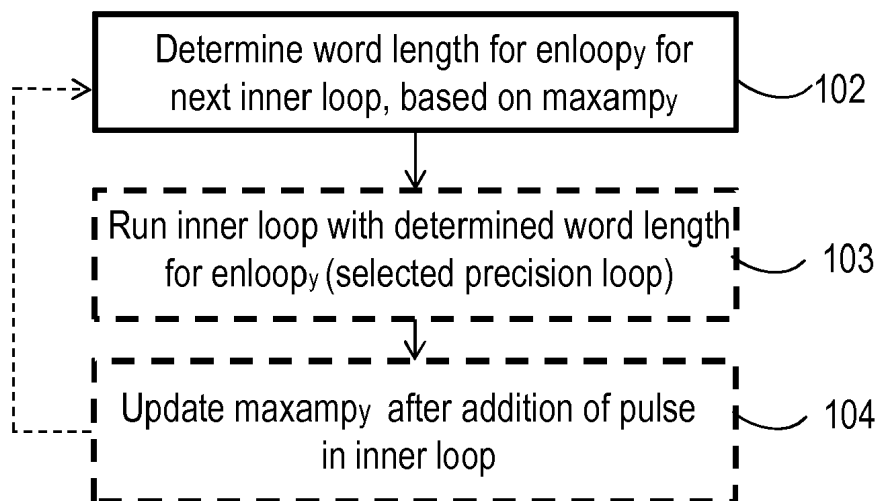 Determine word length for enloopy for
next inner loop, based on maxampy
102
Run inner loop with determined word length
for enloopy (selected precision loop)
103
Update maxampy after addition of pulse
in inner loop
104